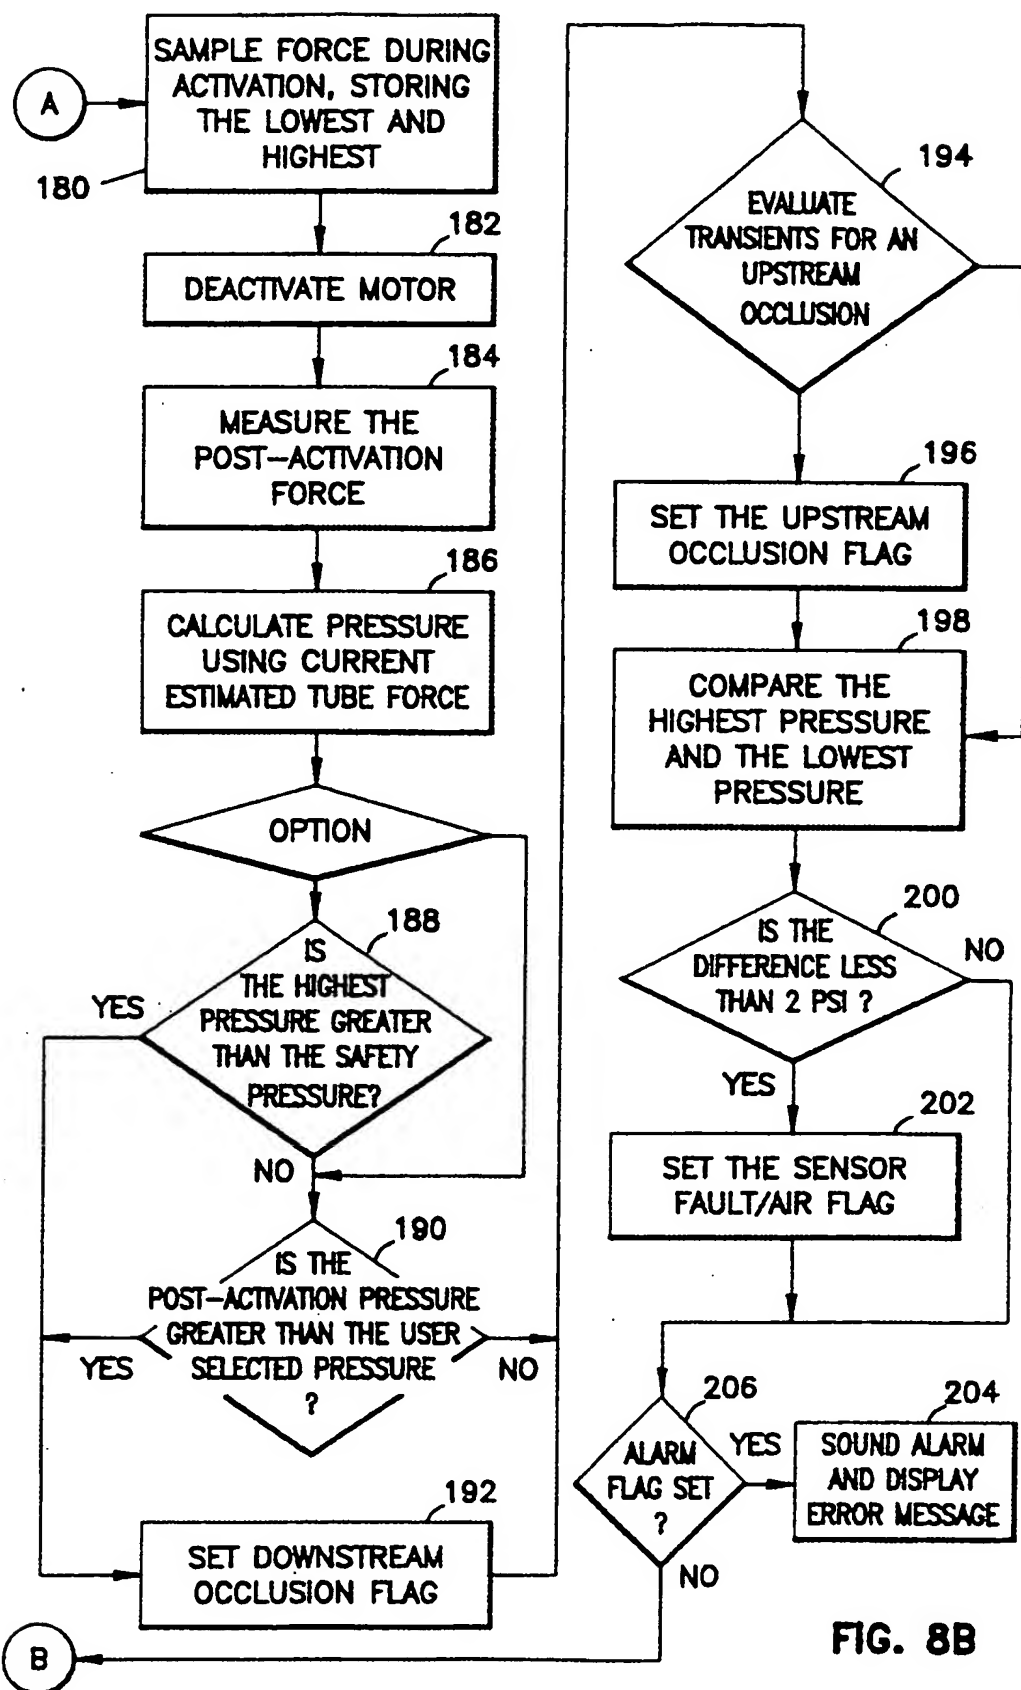 A
SAMPLE FORCE DURING
ACTIVATION, STORING
THE LOWEST AND
HIGHEST
180
182
DEACTIVATE MOTOR
184
MEASURE THE
POST-ACTIVATION
FORCE
186
CALCULATE PRESSURE
USING CURRENT
ESTIMATED TUBE FORCE
OPTION
188
IS
THE HIGHEST
PRESSURE GREATER
THAN THE SAFETY
PRESSURE?
YES
NO
190
IS THE
POST-ACTIVATION PRESSURE
GREATER THAN THE USER
SELECTED PRESSURE
?
YES
NO
192
SET DOWNSTREAM
OCCLUSION FLAG
B
194
EVALUATE
TRANSIENTS FOR AN
UPSTREAM
OCCLUSION
196
SET THE UPSTREAM
OCCLUSION FLAG
198
COMPARE THE
HIGHEST PRESSURE
AND THE LOWEST
PRESSURE
200
IS THE
DIFFERENCE LESS
THAN 2 PSI ?
NO
YES
202
SET THE SENSOR
FAULT/AIR FLAG
206
ALARM
FLAG SET
?
YES
204
SOUND ALARM
AND DISPLAY
ERROR MESSAGE
NO
FIG. 8B